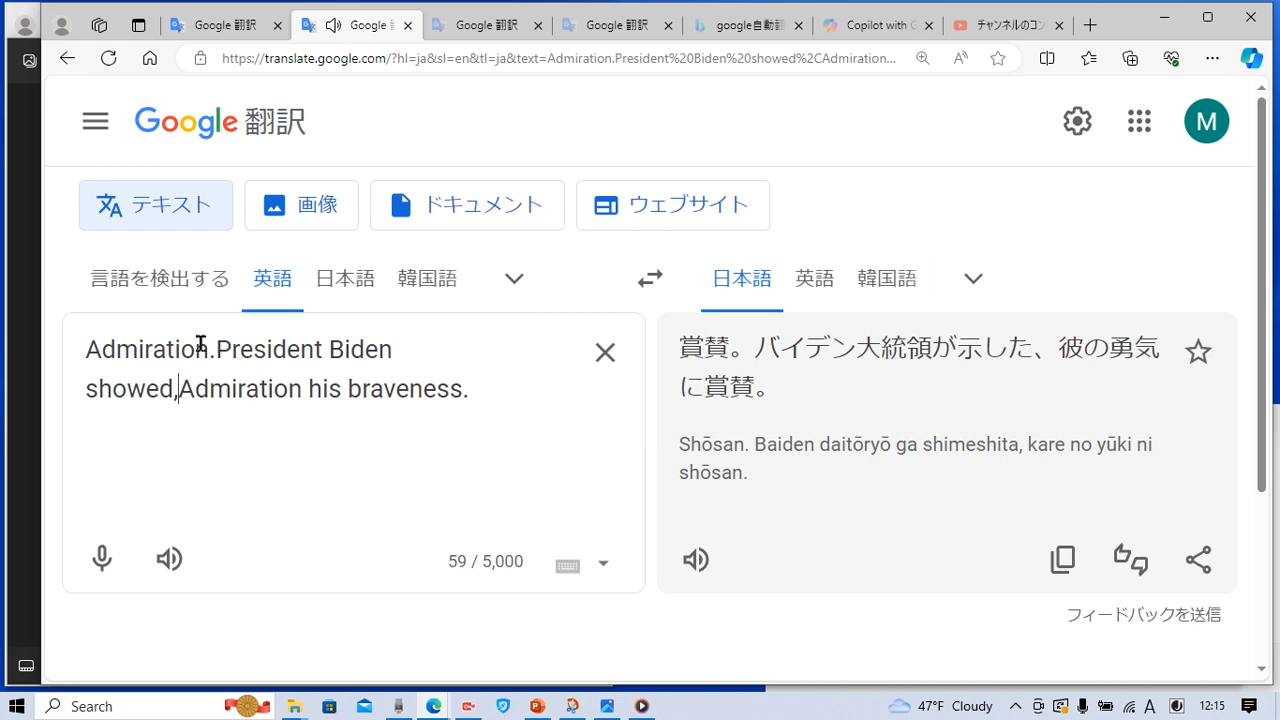 Google 翻訳
Google 翻
Google 翻訳
Google 翻訳
google自動翻
Copilot with G
チャンネルのコン
https://translate.google.com/?hl=ja&sl=en&tl=ja&text=Admiration.President%20Biden%20showed%2CAdmiration...
Google 翻訳
M
テキスト
画像
ドキュメント
ウェブサイト
言語を検出する
英語
日本語
韓国語
日本語
英語
韓国語
Admiration.President Biden
showed,Admiration his braveness.
59 / 5,000
賞賛。バイデン大統領が示した、彼の勇気
に賞賛。
Shōsan. Baiden daitōryō ga shimeshita, kare no yūki ni
shōsan.
フィードバックを送信
Search
47°F Cloudy
A
12:15